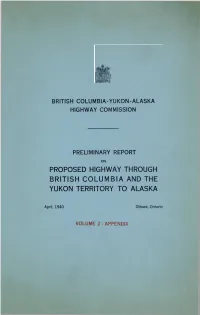 BRITISH COLUMBIA-YUKON-ALASKA
HIGHWAY COMMISSION
PRELIMINARY REPORT
ON
PROPOSED HIGHWAY THROUGH
BRITISH COLUMBIA AND THE
YUKON TERRITORY TO ALASKA
April, 1940 Ottawa, Ontario
VOLUME 2 - APPENDIX